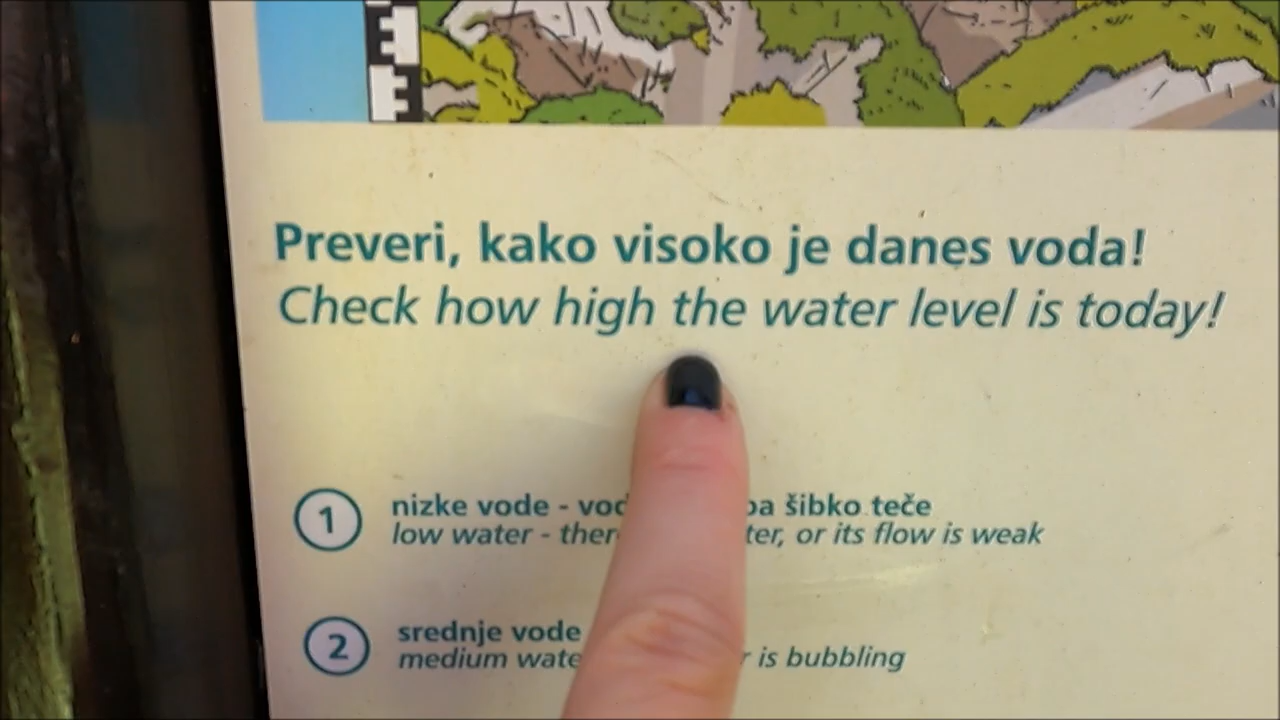 Preveri, kako visoko je danes voda!
Check how high the water level is today!
1 nizke vode - šibko teče
low water - or its flow is weak
2 srednje vode
medium is bubbling